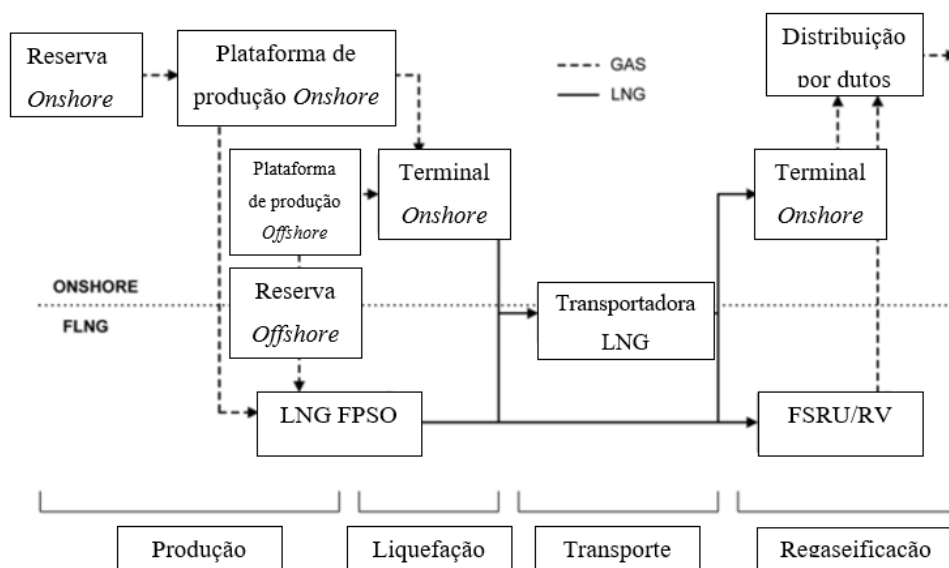 Reserva
Onshore
Plataforma de
produção Onshore
GAS
LNG
Distribuição
por dutos
Plataforma
de produção
Offshore
Terminal
Onshore
Terminal
Onshore
ONSHORE
FLNG
Reserva
Offshore
Transportadora
LNG
LNG FPSO
FSRU/RV
Produção
Liquefação
Transporte
Regaseificação